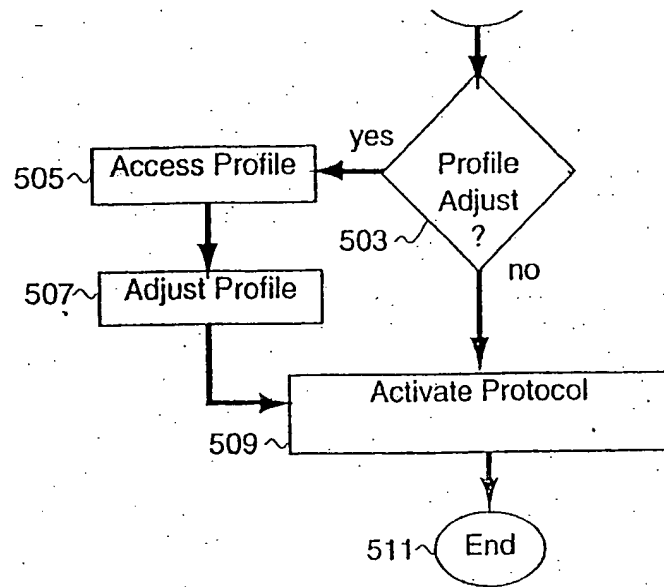 yes
Profile
Adjust
?
503
no
505
Access Profile
507
Adjust Profile
Activate Protocol
509
511
End